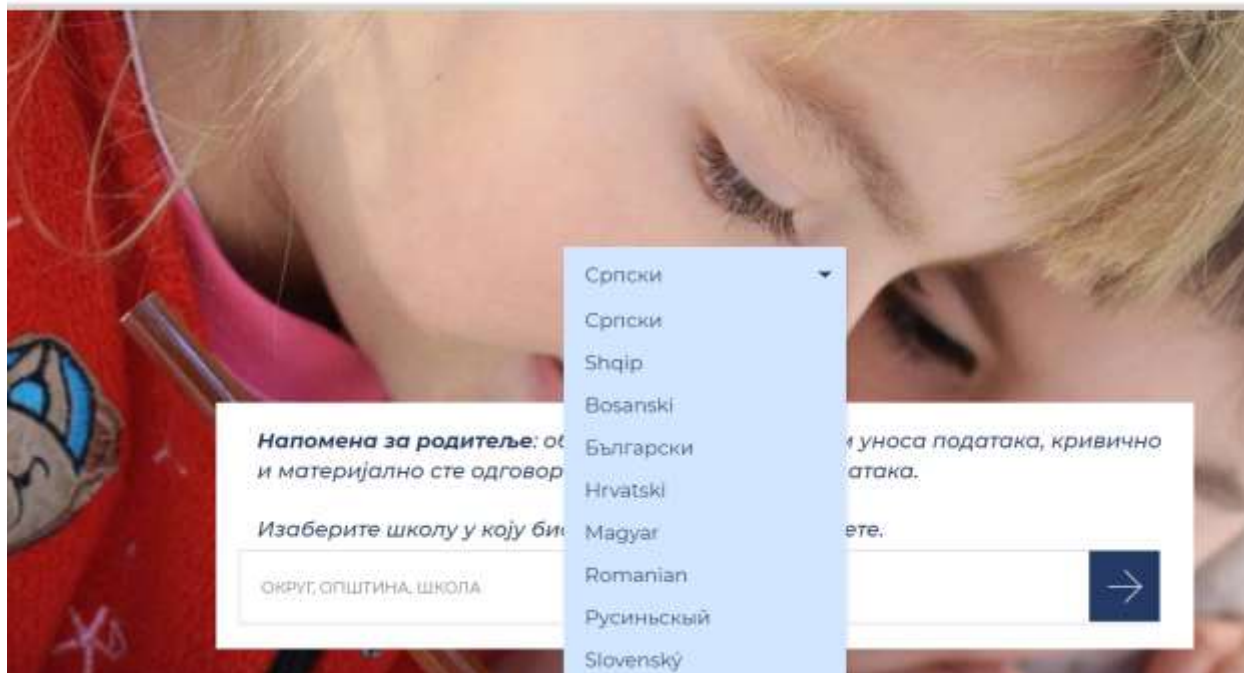 Српски
Српски
Shqip
Bosanski
Български
Hrvatski
Magyar
Romanian
Русиньскый
Slovenský
Напомена за родитеље: об м уноса података, кривично
и материјално сте одговор атака.
Изаберите школу у коју би ете.
ОКРУГ, ОПШТИНА, ШКОЛА